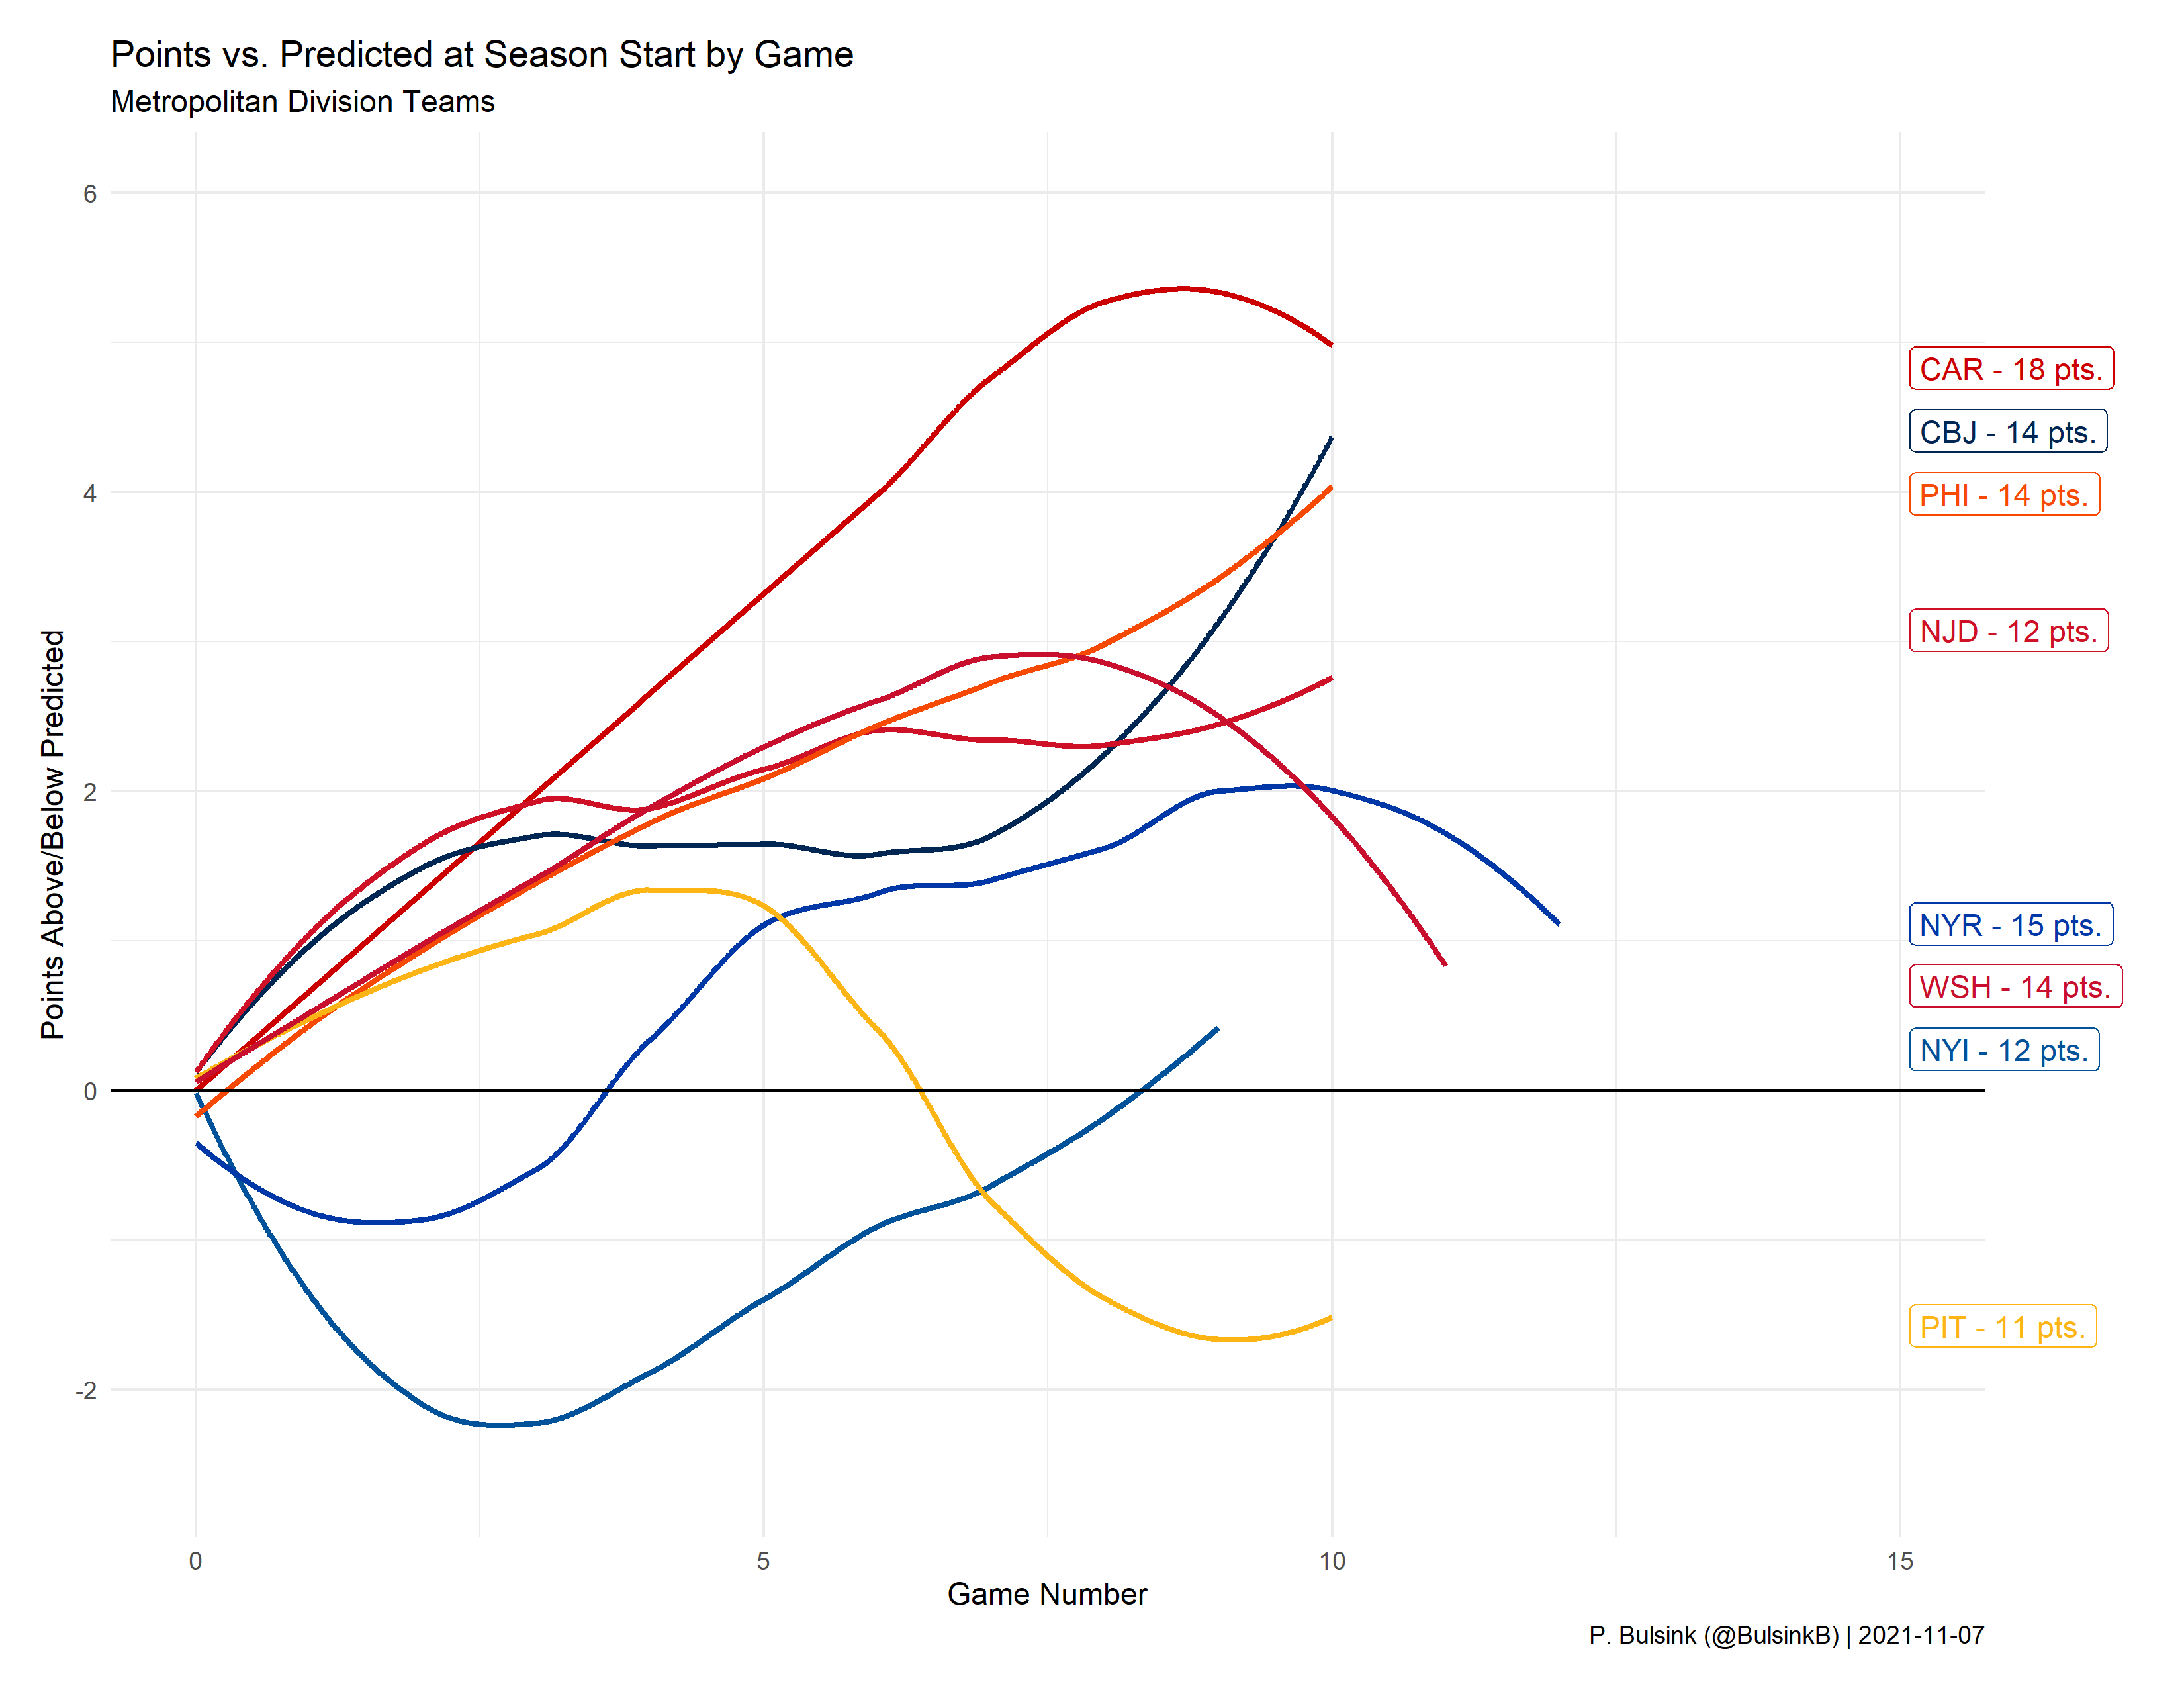 Points vs. Predicted at Season Start by Game
Metropolitan Division Teams
Points Above/Below Predicted
6
4
2
0
-2
CAR - 18 pts.
CBJ - 14 pts.
PHI - 14 pts.
NJD - 12 pts.
NYR - 15 pts.
WSH - 14 pts.
NYI - 12 pts.
PIT - 11 pts.
0 5 10 15
Game Number
P. Bulsink (@BulsinkB) | 2021-11-07